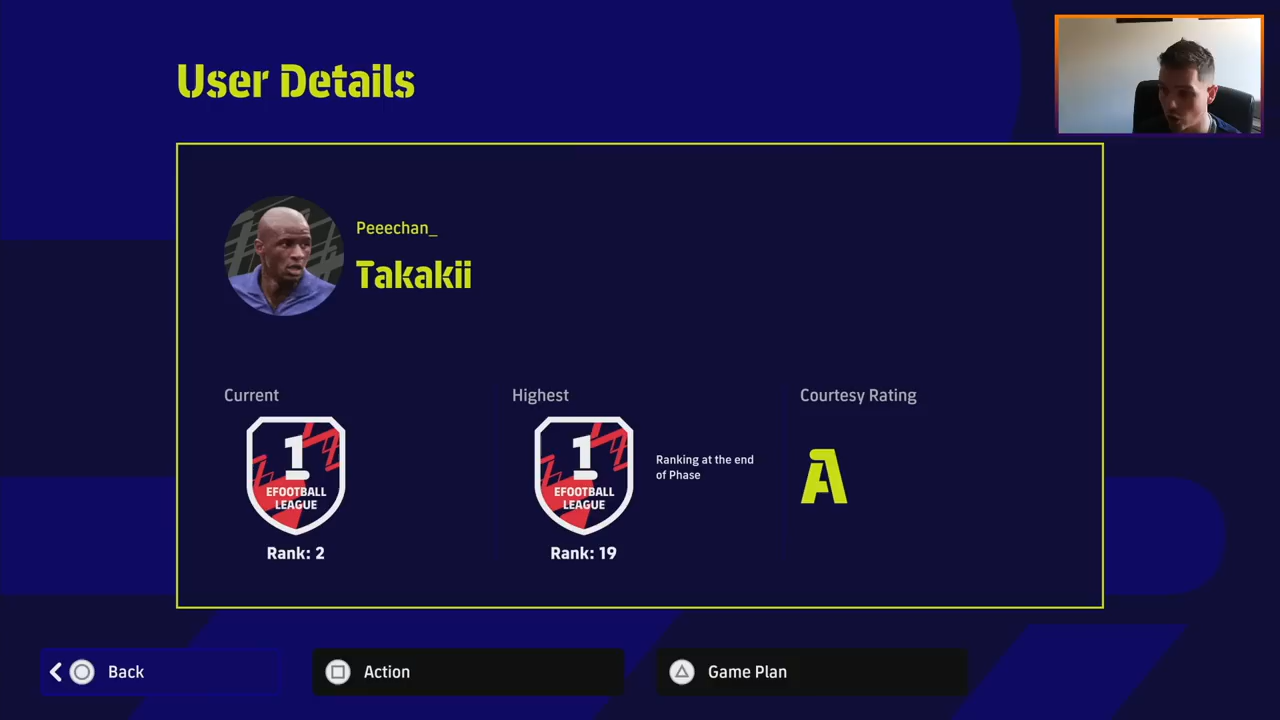 User Details
Peeechan_
Takakii
Current
1
EFOOTBALL
LEAGUE
Rank: 2
Highest
1
EFOOTBALL
LEAGUE
Rank: 19
Ranking at the end
of Phase
Courtesy Rating
A
Back
Action
Game Plan